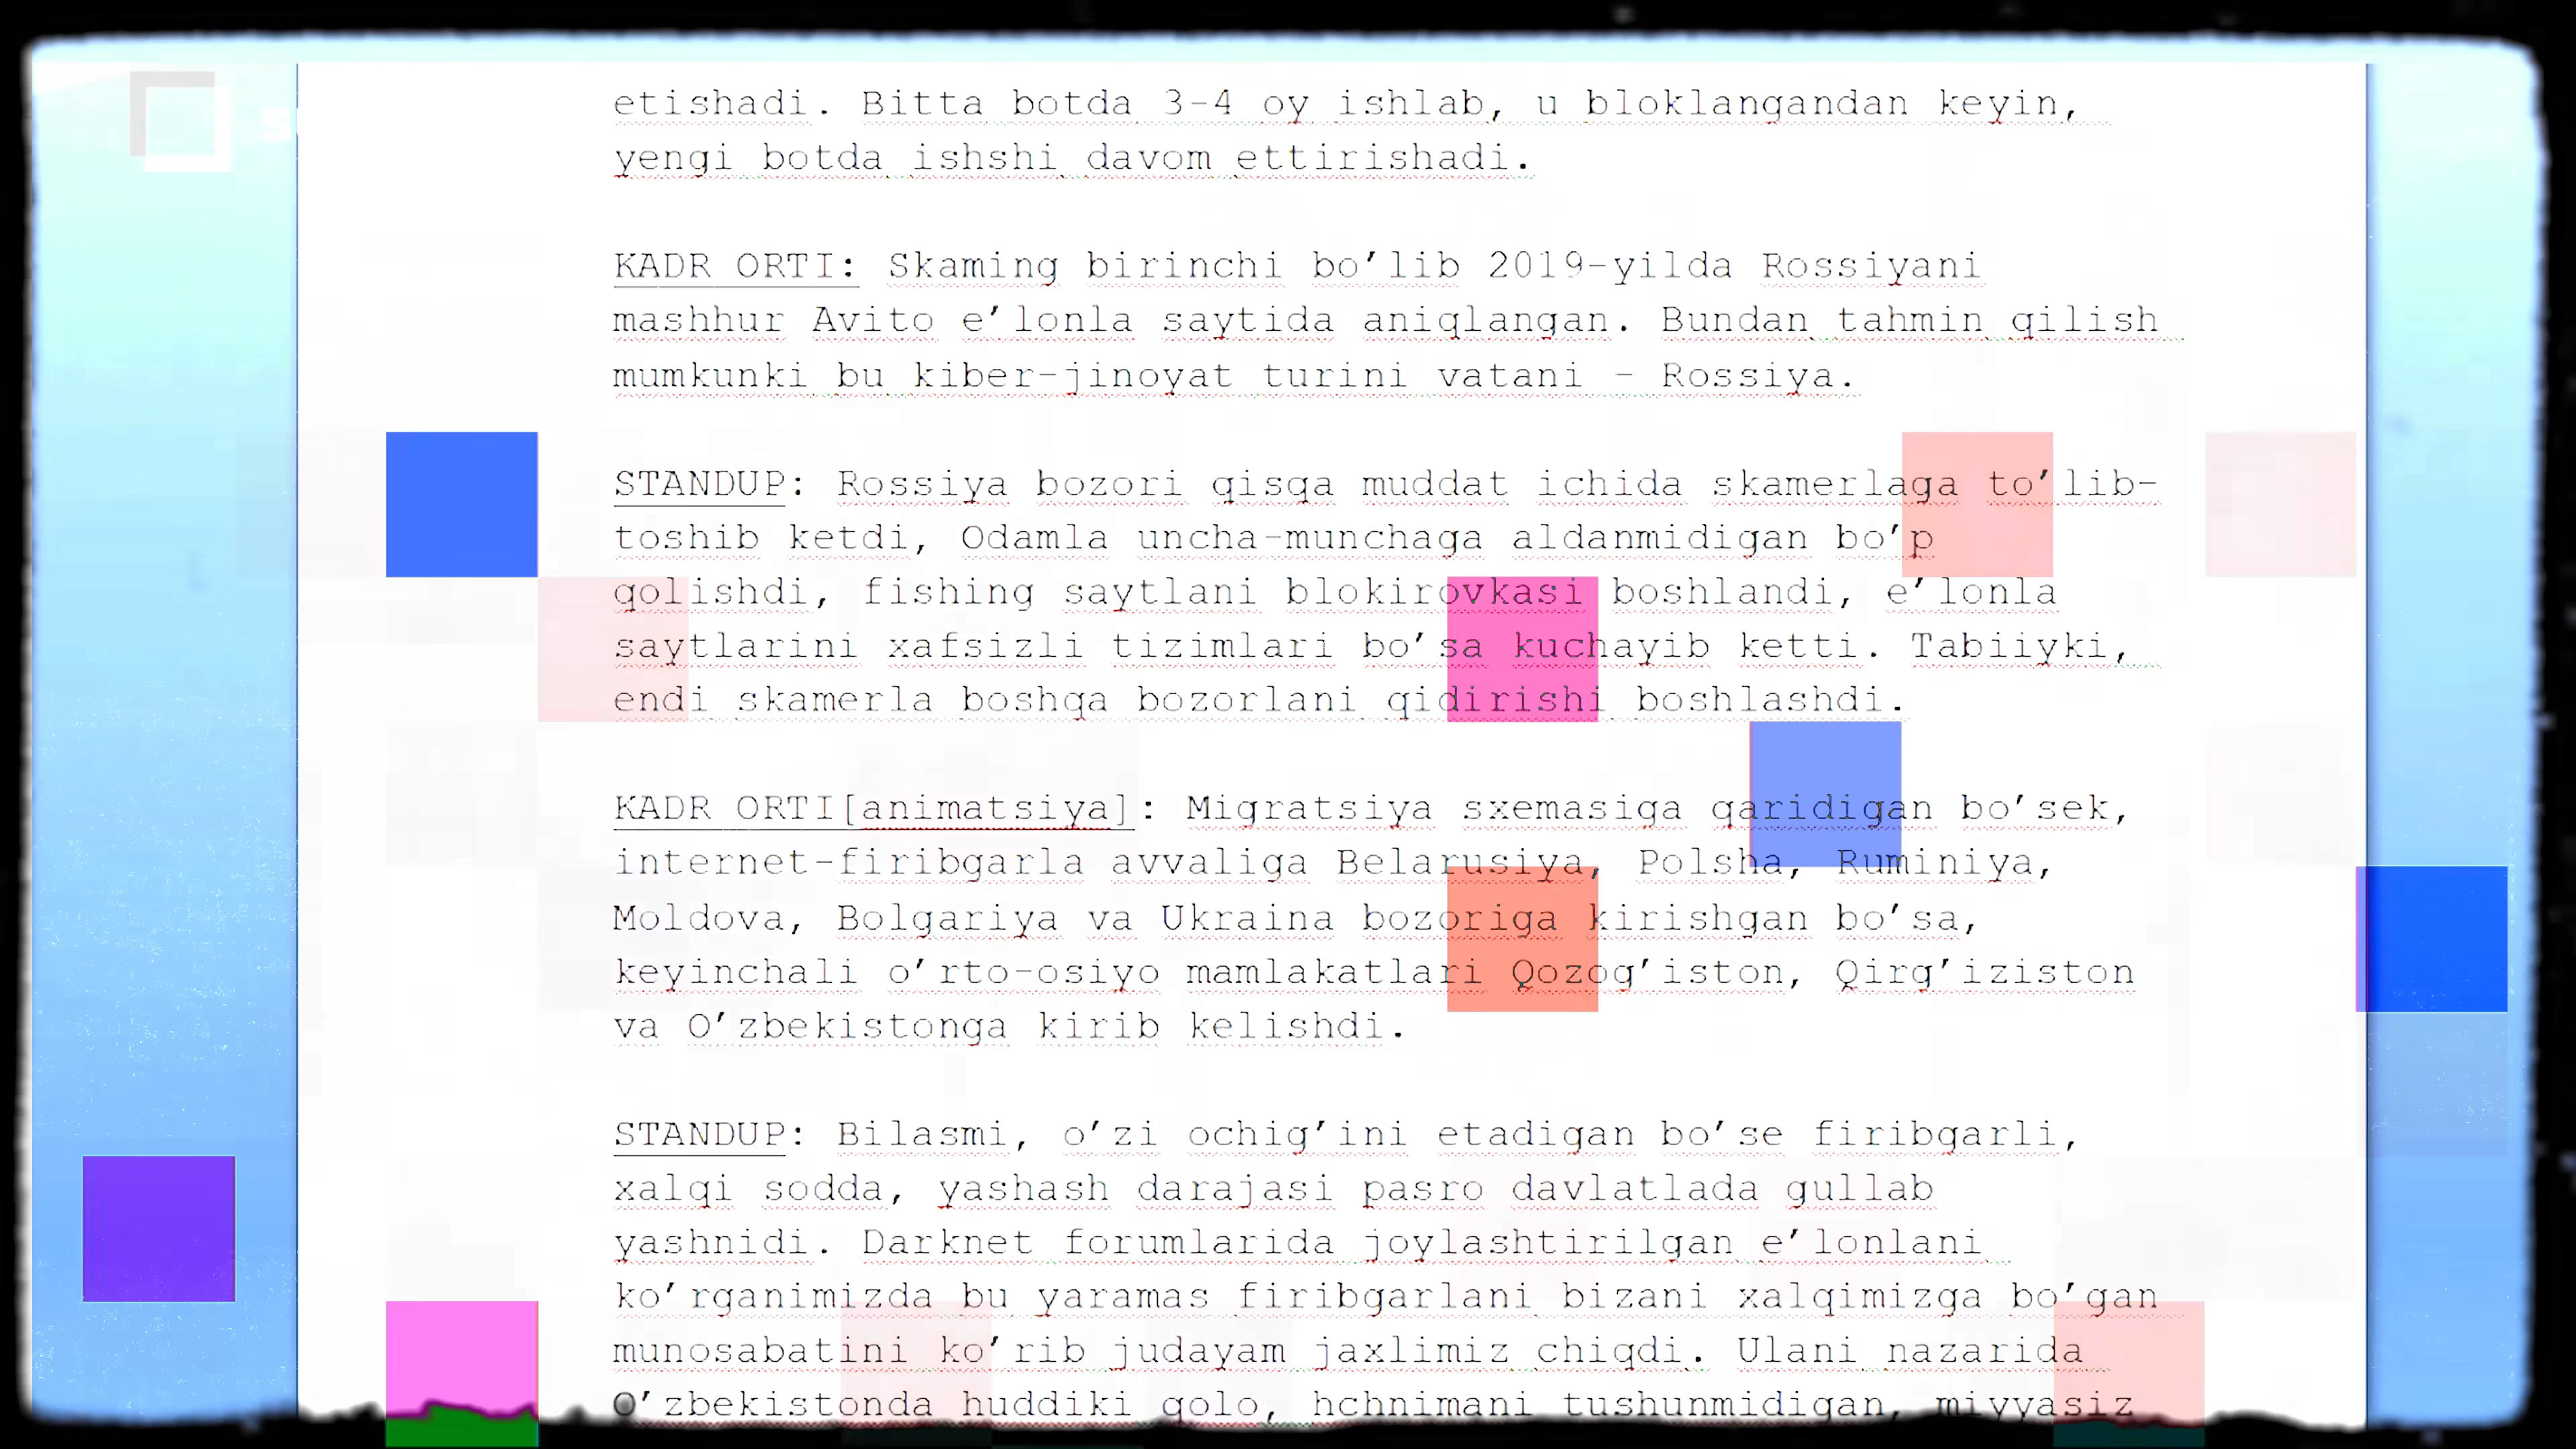 S
etishadi. Bitta botda 3-4 oy ishlab, u bloklangandan keyin,
yengi botda ishshi davom ettirishadi.
KADR ORTI: Skaming birinchi bo’lib 2019-yilda Rossiyani
mashhur Avito e’lonla saytida aniqlangan. Bundan tahmin qilish
mumkunki bu kiber-jinoyat turini vatani - Rossiya.
STANDUP: Rossiya bozori qisqa muddat ichida skamerlaga to’lib-
toshib ketdi, Odamla uncha-munchaga aldanmidigan bo’p
qolishdi, fishing saytlani blokirovkasi boshlandi, e’lonla
saytlarini xafsizli tizimlari bo’sa kuchayib ketti. Tabiiyki,
endi skamerla boshqa bozorlani qidirishi boshlashdi.
KADR ORTI[animatsiya]: Migratsiya sxemasiga qaridigan bo’sek,
internet-firibgarla avvaliga Belarusiya, Polsha, Ruminiya,
Moldova, Bolgariya va Ukraina bozoriga kirishgan bo’sa,
keyinchali o’rto-osiyo mamlakatlari Qozog’iston, Qirg’iziston
va O’zbekistonga kirib kelishdi.
STANDUP: Bilasmi, o’zi ochig’ini etadigan bo’se firibgarli,
xalqi sodda, yashash darajasi pasro davlatlada gullab
yashnidi. Darknet forumlarida joylashtirilgan e’lonlani
ko’rganimizda bu yaramas firibgarlani bizani xalqimizga bo’gan
munosabatini ko’rib judayam jaxlimiz chiqdi. Ulani nazarida
O’zbekistonda huddiki qolo, hchnimani tushunmidigan, miyyasiz